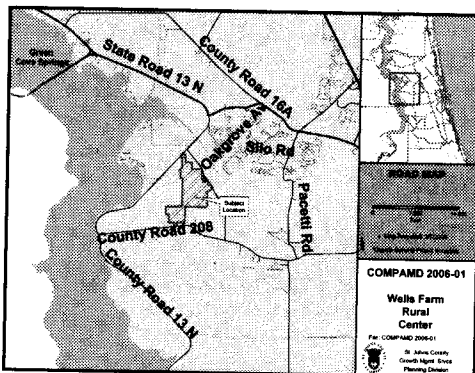 Green
Cove Springs
State Road 13 N
County Road 16A
Oakgrove A
Silo Rd
Subject
Location
Pacetti Rd
County Road 208
County Road 13 N
ROAD MAP
COMPAMD 2006-01
Wells Farm
Rural
Center
For: COMPAMD 2006-01
St. Johns County
Growth Mgmt. Svcs
Planning Division